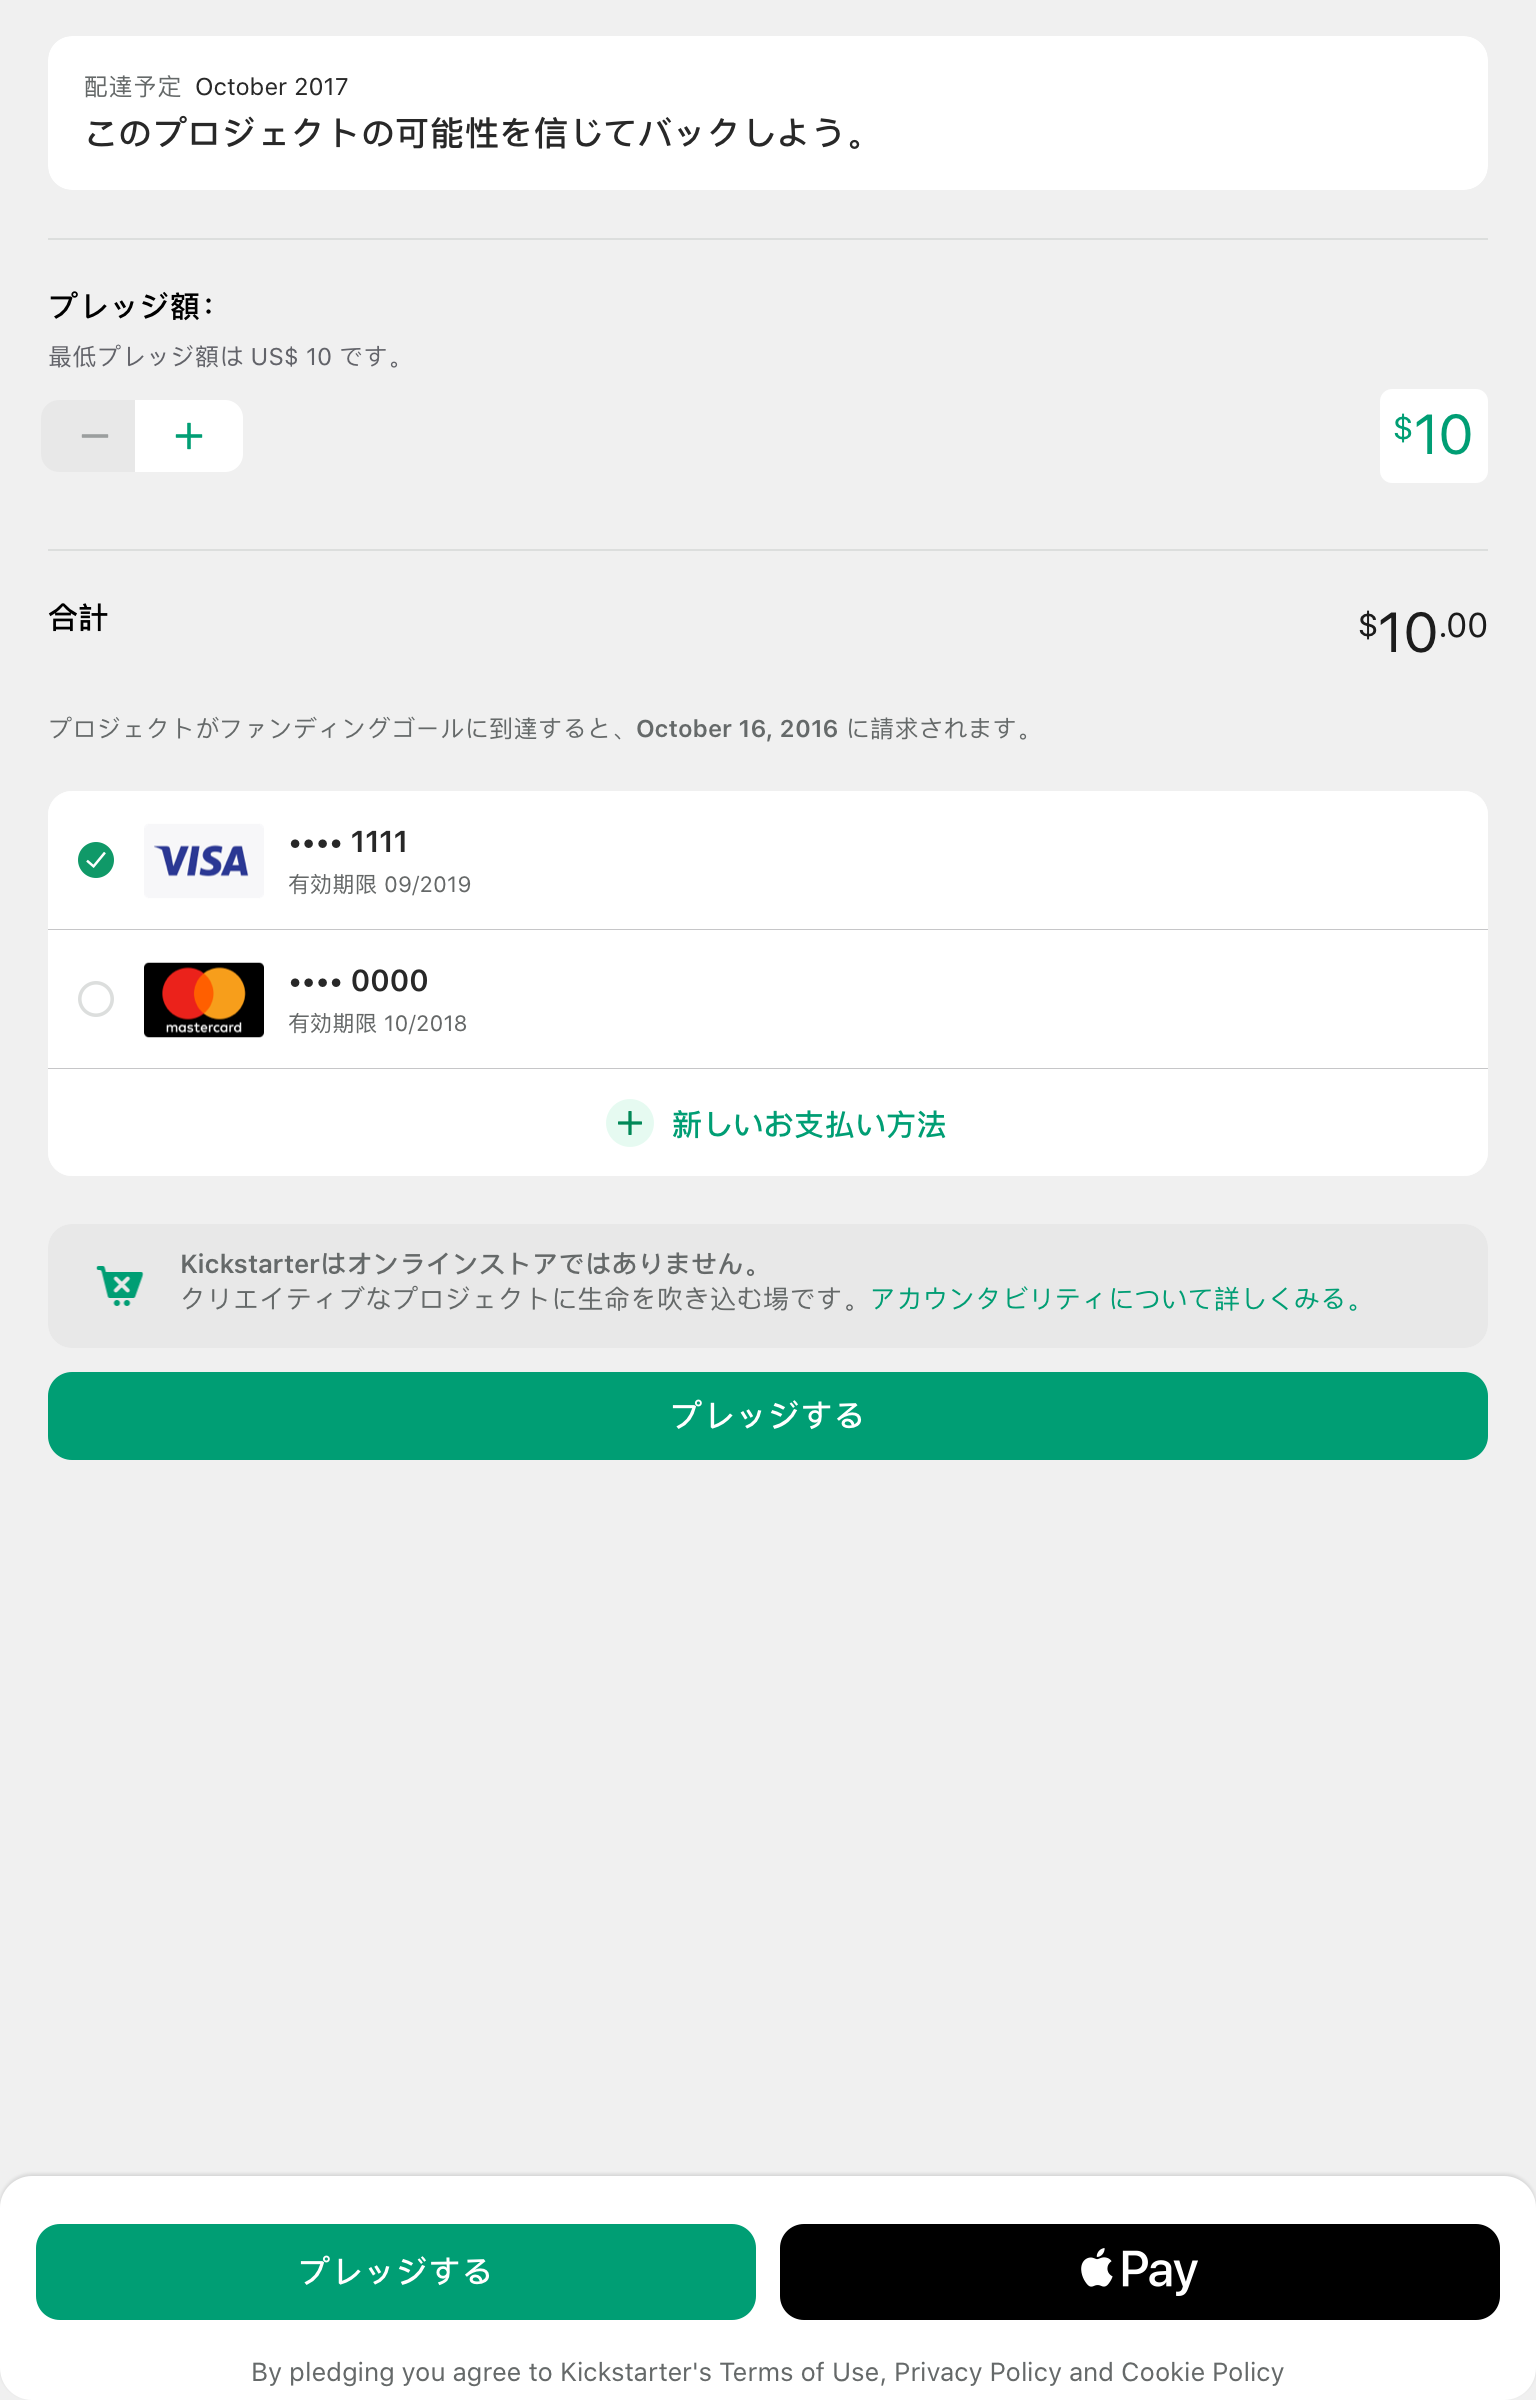 配達予定 October 2017
このプロジェクトの可能性を信じてバックしよう。
プレッジ額：
最低プレッジ額は US$ 10 です。
− +
$10
合計
$10.00
プロジェクトがファンディングゴールに到達すると、October 16, 2016 に請求されます。
VISA
•••• 1111
有効期限 09/2019
mastercard
•••• 0000
有効期限 10/2018
+ 新しいお支払い方法
Kickstarterはオンラインストアではありません。
クリエイティブなプロジェクトに生命を吹き込む場です。アカウンタビリティについて詳しくみる。
プレッジする
プレッジする
Pay
By pledging you agree to Kickstarter's Terms of Use, Privacy Policy and Cookie Policy